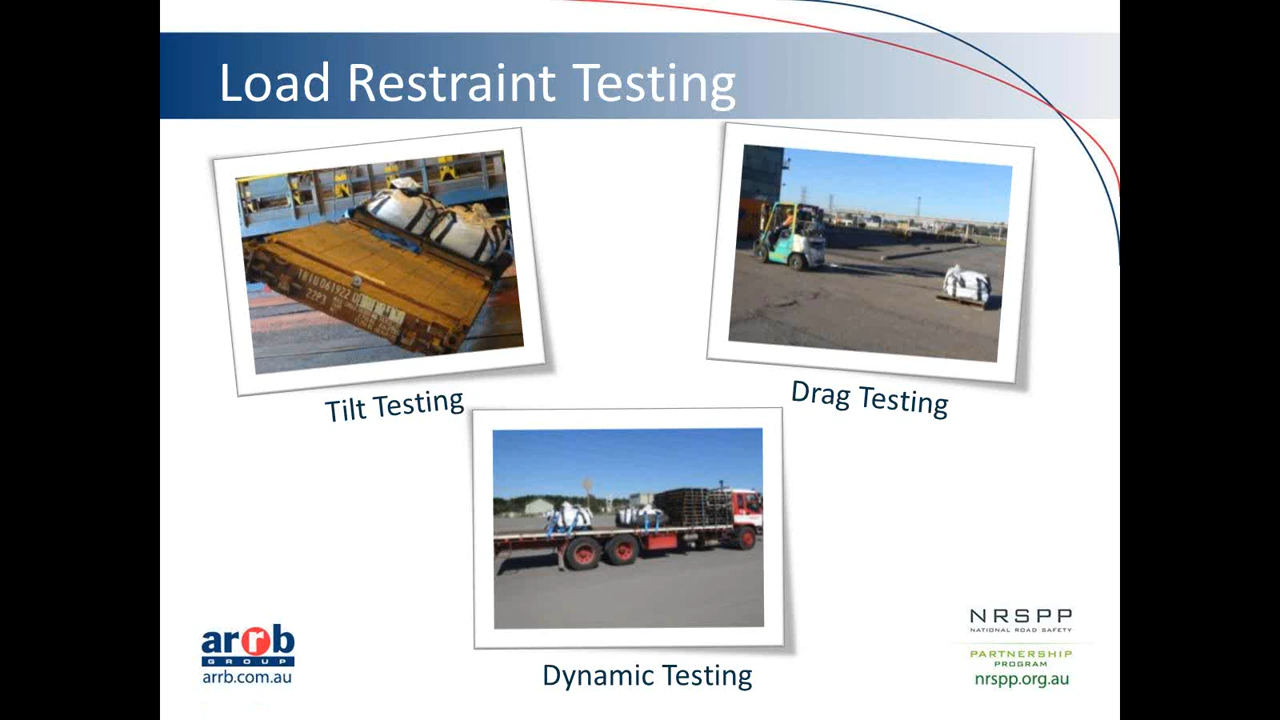 Load Restraint Testing
22P3
Tilt Testing
Drag Testing
Dynamic Testing
arrb
GROUP
arrb.com.au
NRSPP
NATIONAL ROAD SAFETY
PARTNERSHIP
PROGRAM
nrspp.org.au